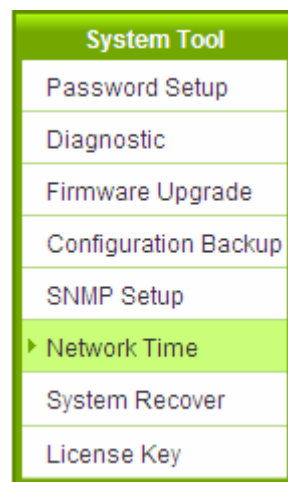 System Tool
Password Setup
Diagnostic
Firmware Upgrade
Configuration Backup
SNMP Setup
Network Time
System Recover
License Key